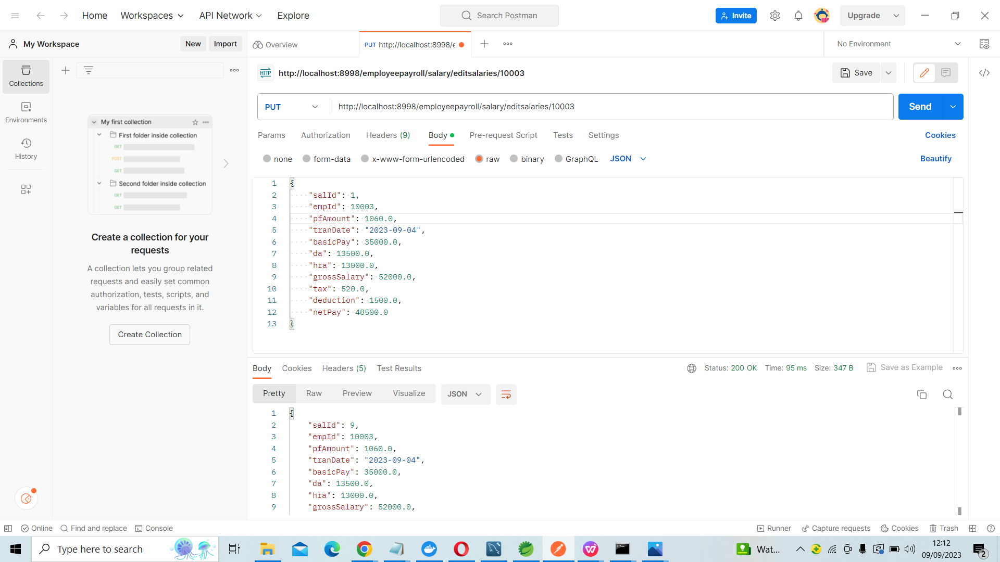 Home Workspaces API Network Explore Search Postman Invite Upgrade
My Workspace New Import Overview PUT http://localhost:8998/e No Environment
Collections
Environments
History
My first collection
First folder inside collection
GET
POST
GET
Second folder inside collection
GET
GET
Create a collection for your
requests
A collection lets you group related
requests and easily set common
authorization, tests, scripts, and
variables for all requests in it.
Create Collection
HTTP http://localhost:8998/employeepayroll/salary/editsalaries/10003 Save
PUT http://localhost:8998/employeepayroll/salary/editsalaries/10003 Send
Params Authorization Headers (9) Body Pre-request Script Tests Settings Cookies
none form-data x-www-form-urlencoded raw binary GraphQL JSON Beautify
1 {
2 "salId": 1,
3 "empId": 10003,
4 "pfAmount": 1060.0,
5 "tranDate": "2023-09-04",
6 "basicPay": 35000.0,
7 "da": 13500.0,
8 "hra": 13000.0,
9 "grossSalary": 52000.0,
10 "tax": 520.0,
11 "deduction": 1500.0,
12 "netPay": 48500.0
13 }
Body Cookies Headers (5) Test Results Status: 200 OK Time: 95 ms Size: 347 B Save as Example
Pretty Raw Preview Visualize JSON
1 {
2 "salId": 9,
3 "empId": 10003,
4 "pfAmount": 1060.0,
5 "tranDate": "2023-09-04",
6 "basicPay": 35000.0,
7 "da": 13500.0,
8 "hra": 13000.0,
9 "grossSalary": 52000.0,
Online Find and replace Console Runner Capture requests Cookies Trash
Type here to search Wat... 12:12
09/09/2023 2